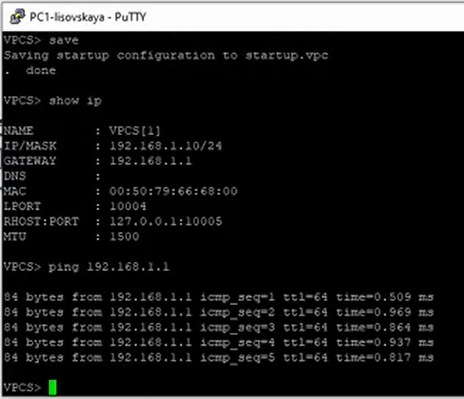 PC1-lisovskaya - PuTTY
VPCS> save
Saving startup configuration to startup.vpc
.  done
VPCS> show ip
NAME        : VPCS[1]
IP/MASK     : 192.168.1.10/24
GATEWAY     : 192.168.1.1
DNS         :
MAC         : 00:50:79:66:68:00
LPORT       : 10004
RHOST:PORT  : 127.0.0.1:10005
MTU         : 1500
VPCS> ping 192.168.1.1
84 bytes from 192.168.1.1 icmp_seq=1 ttl=64 time=0.509 ms
84 bytes from 192.168.1.1 icmp_seq=2 ttl=64 time=0.969 ms
84 bytes from 192.168.1.1 icmp_seq=3 ttl=64 time=0.864 ms
84 bytes from 192.168.1.1 icmp_seq=4 ttl=64 time=0.937 ms
84 bytes from 192.168.1.1 icmp_seq=5 ttl=64 time=0.817 ms
VPCS>